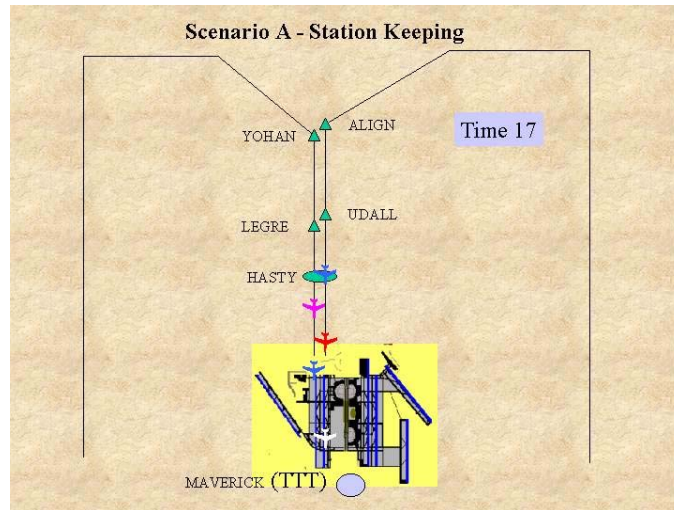 Scenario A - Station Keeping
ALIGN
YOHAN
Time 17
UDALL
LEGRE
HASTY
MAVERICK (TTT)